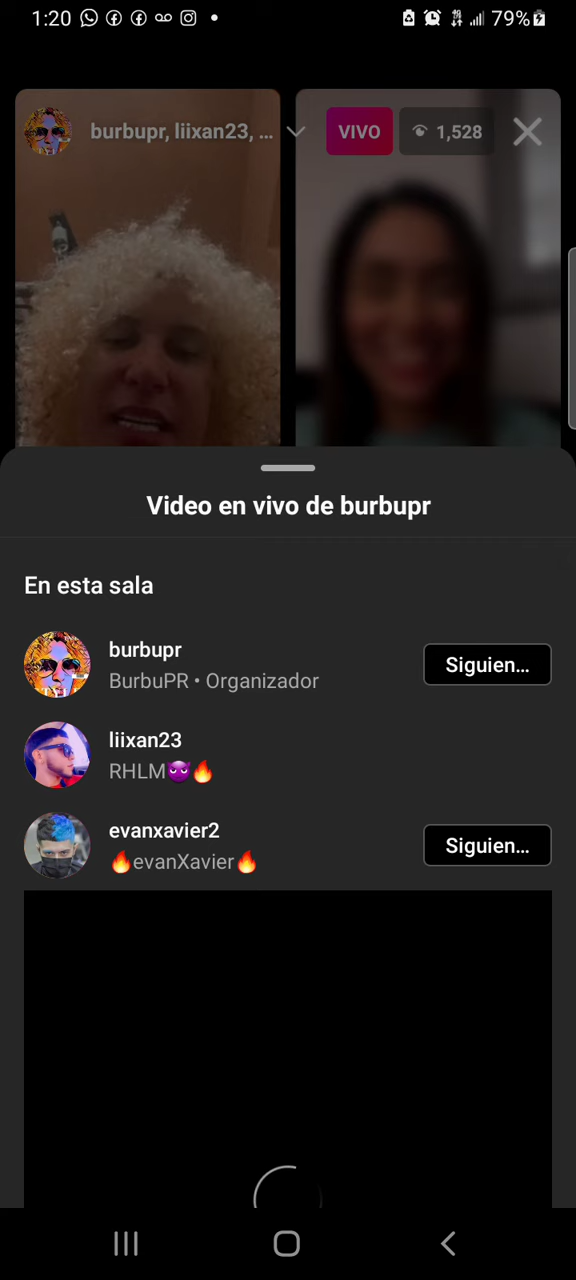 1:20
79%
burbupr, liixan23, ...
VIVO
1,528
Video en vivo de burbupr
En esta sala
burbupr
BurbuPR • Organizador
Siguien...
liixan23
RHLM😈🔥
evanxavier2
🔥evanXavier🔥
Siguien...